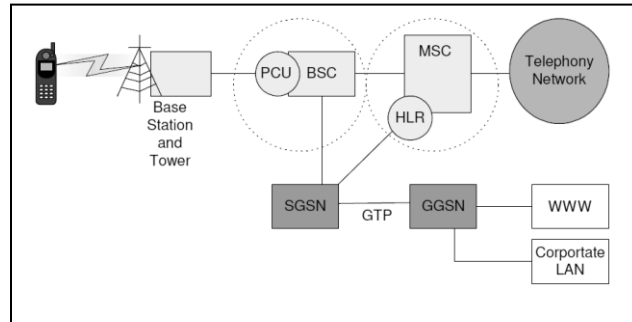 PCU
BSC
MSC
HLR
Telephony
Network
Base
Station
and
Tower
SGSN
GTP
GGSN
WWW
Corportate
LAN